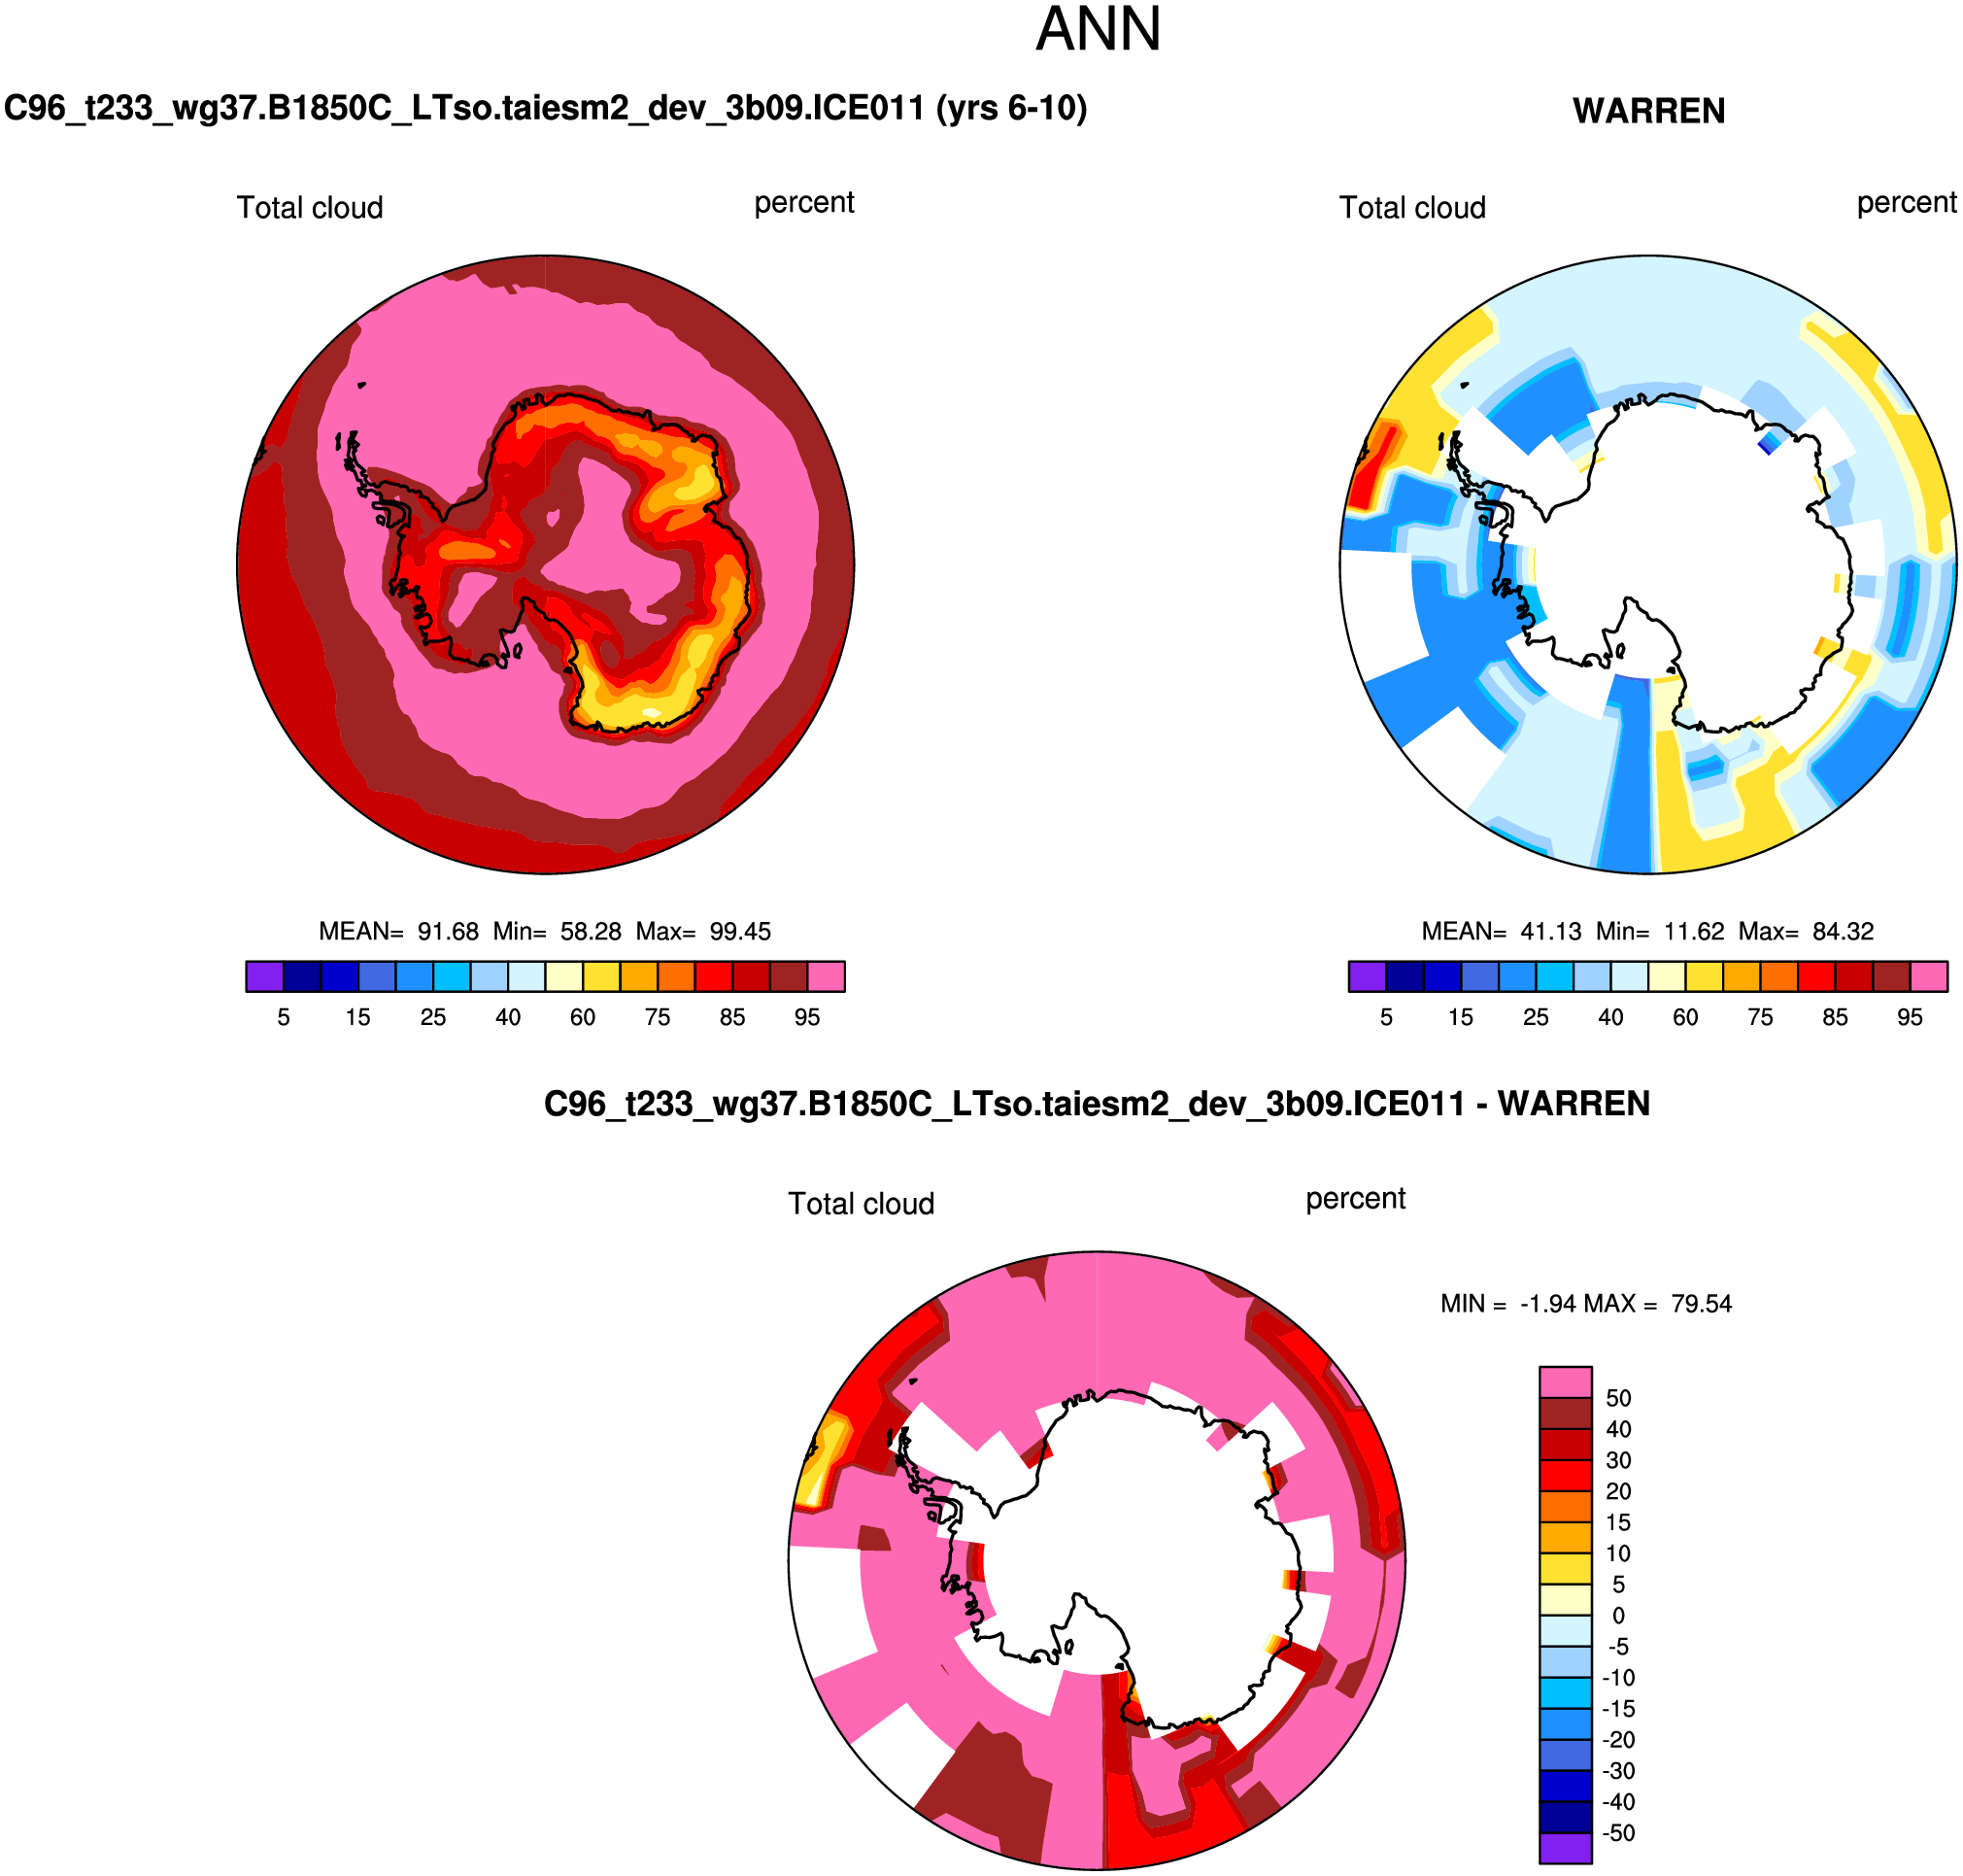 ANN
C96_t233_wg37.B1850C_LTso.taiesm2_dev_3b09.ICE011 (yrs 6-10)
WARREN
Total cloud percent
Total cloud percent
MEAN= 91.68 Min= 58.28 Max= 99.45
5 15 25 40 60 75 85 95
MEAN= 41.13 Min= 11.62 Max= 84.32
5 15 25 40 60 75 85 95
C96_t233_wg37.B1850C_LTso.taiesm2_dev_3b09.ICE011 - WARREN
Total cloud percent
MIN = -1.94 MAX = 79.54
50
40
30
20
15
10
5
0
-5
-10
-15
-20
-30
-40
-50